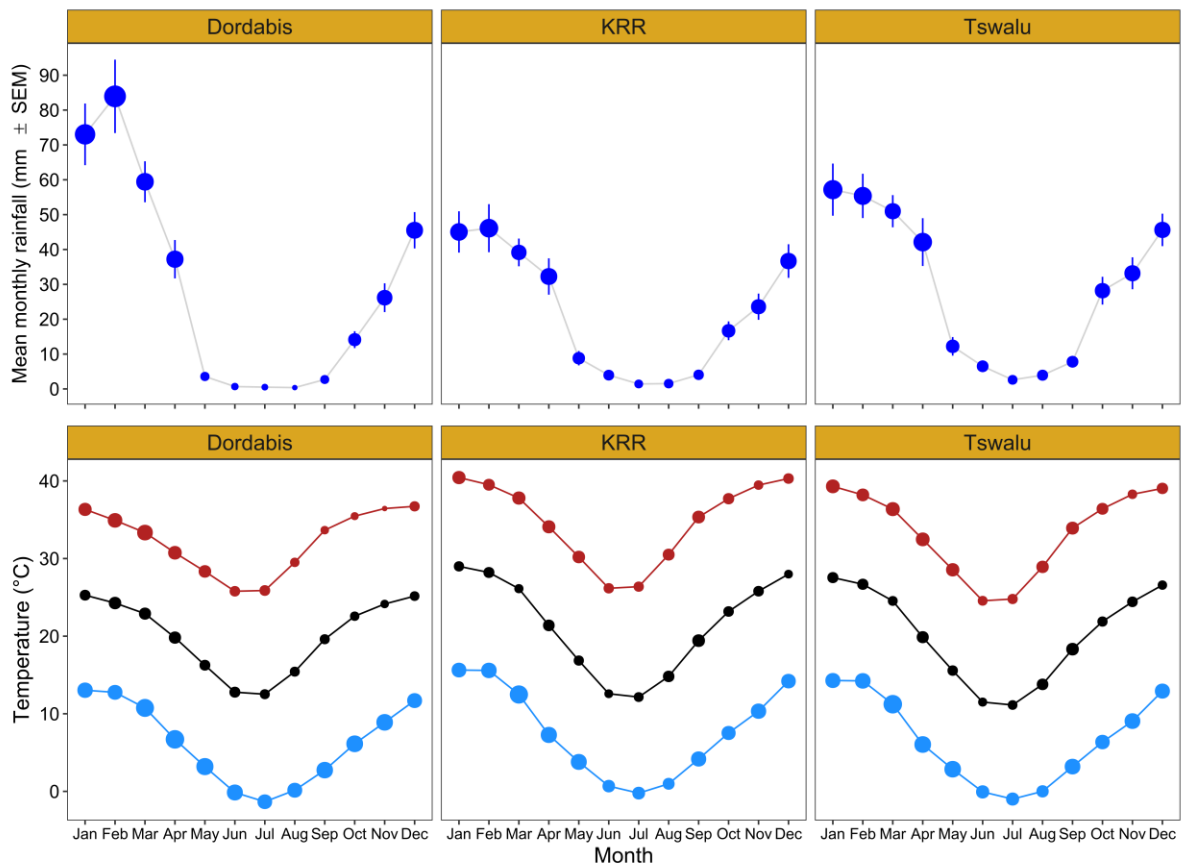 Dordabis KRR Tswalu
Mean monthly rainfall (mm ± SEM)
90
80
70
60
50
40
30
20
10
0
Dordabis KRR Tswalu
Temperature (°C)
40
30
20
10
0
Jan Feb Mar Apr May Jun Jul Aug Sep Oct Nov Dec Jan Feb Mar Apr May Jun Jul Aug Sep Oct Nov Dec Jan Feb Mar Apr May Jun Jul Aug Sep Oct Nov Dec
Month